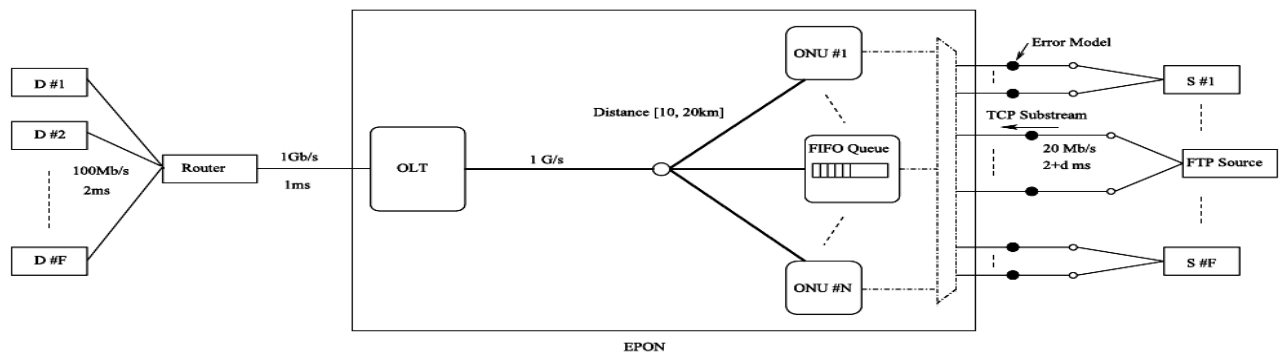 D #1
D #2
100Mb/s
2ms
D #F
Router
1Gb/s
1ms
OLT
1 G/s
Distance [10, 20km]
ONU #1
FIFO Queue
ONU #N
Error Model
TCP Substream
20 Mb/s
2+d ms
S #1
FTP Source
S #F
EPON